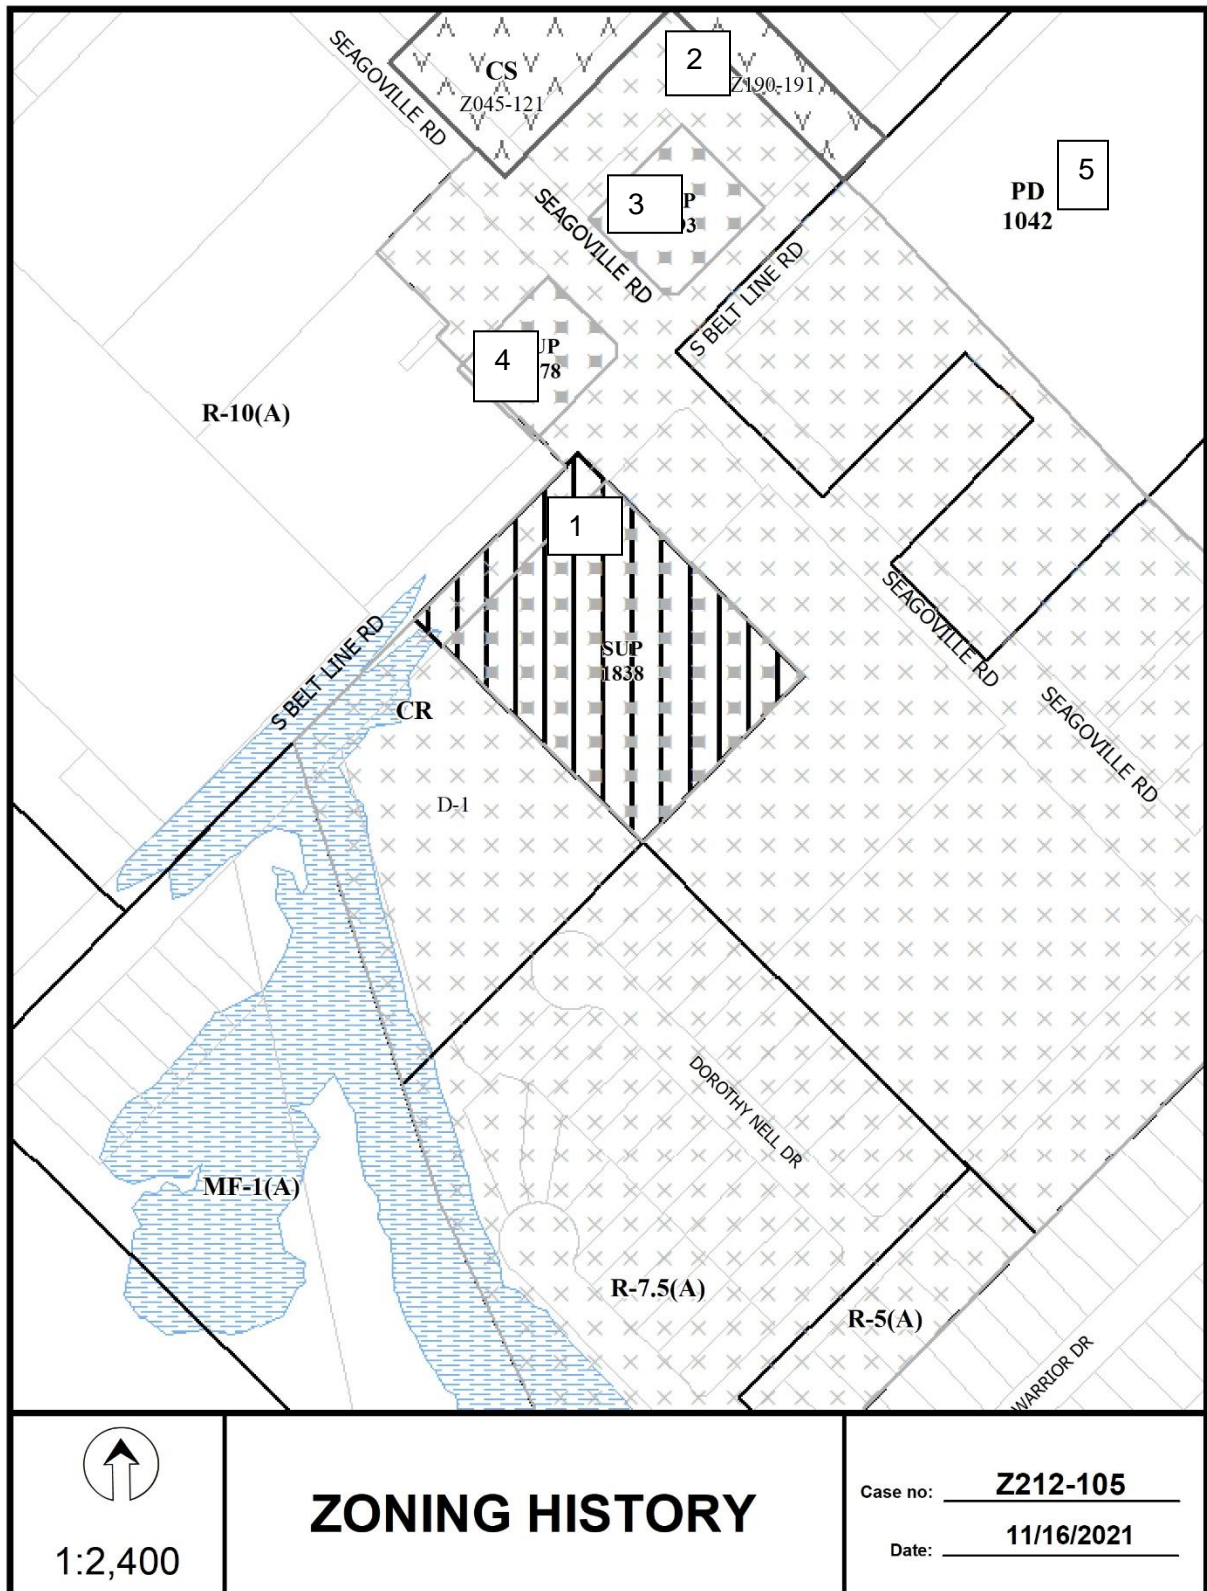 SEAGOVILLE RD
CS
Z045-121
2
Z190-191
5
PD
1042
3
P
93
SEAGOVILLE RD
S BELT LINE RD
4
UP
78
R-10(A)
1
SUP
1838
SEAGOVILLE RD
S BELT LINE RD
CR
SEAGOVILLE RD
D-1
DOROTHY NELL DR
MF-1(A)
R-7.5(A)
R-5(A)
WARRIOR DR
1:2,400
ZONING HISTORY
Case no: Z212-105
Date: 11/16/2021